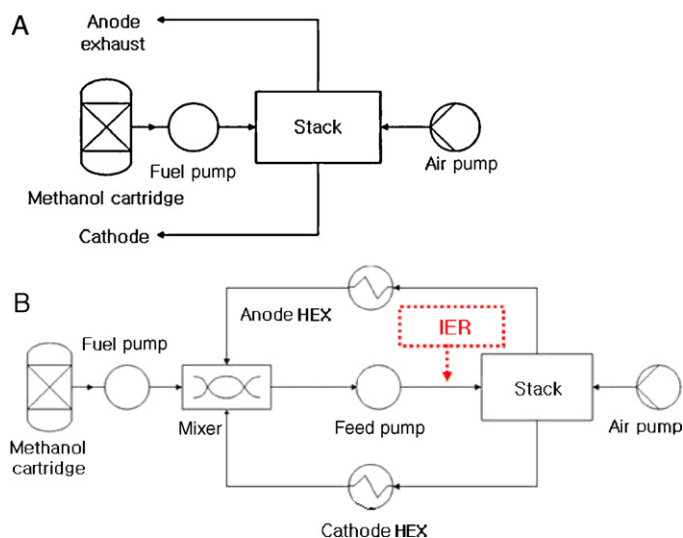 A
Anode
exhaust
Stack
Fuel pump
Air pump
Methanol cartridge
Cathode
B
Anode HEX
IER
Fuel pump
Stack
Mixer
Feed pump
Air pump
Methanol
cartridge
Cathode HEX